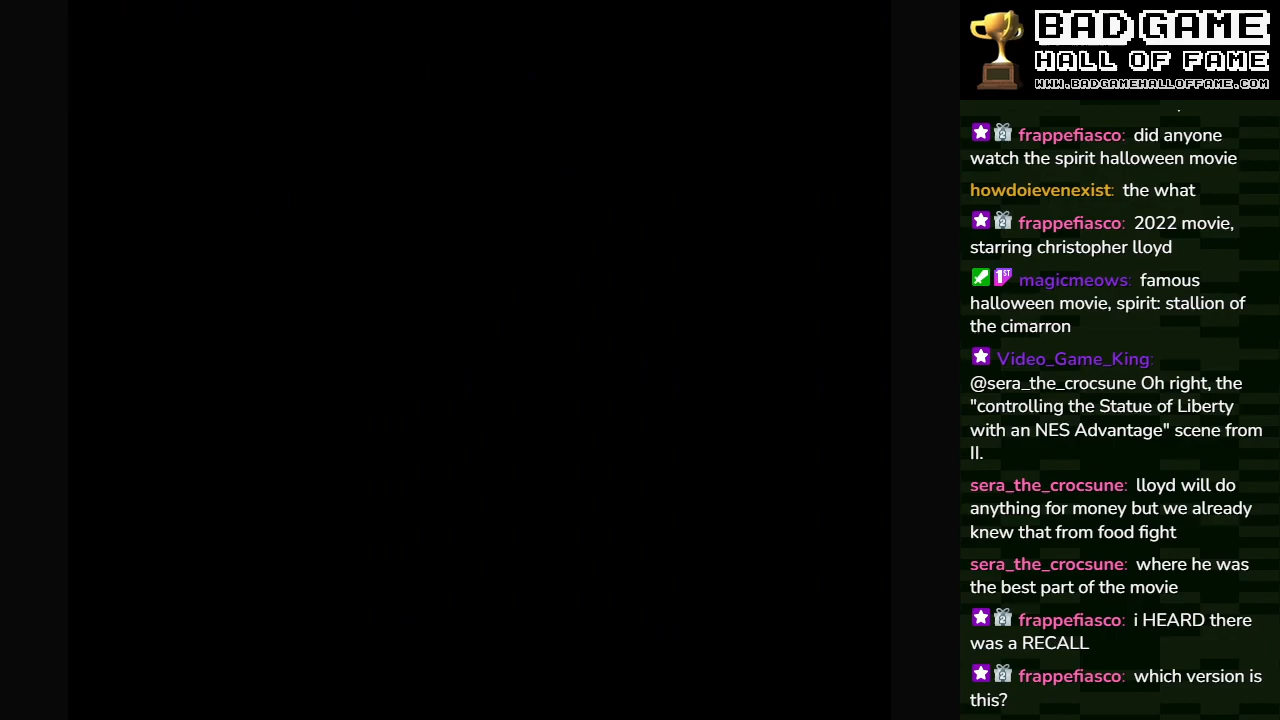 BAD GAME
HALL OF FAME
WWW.BADGAMEHALLOFFAME.COM
frappefiasco: did anyone
watch the spirit halloween movie
howdoievenexist: the what
frappefiasco: 2022 movie,
starring christopher lloyd
1ST magicmeows: famous
halloween movie, spirit: stallion of
the cimarron
Video_Game_King:
@sera_the_crocsune Oh right, the
"controlling the Statue of Liberty
with an NES Advantage" scene from
II.
sera_the_crocsune: lloyd will do
anything for money but we already
knew that from food fight
sera_the_crocsune: where he was
the best part of the movie
frappefiasco: i HEARD there
was a RECALL
frappefiasco: which version is
this?